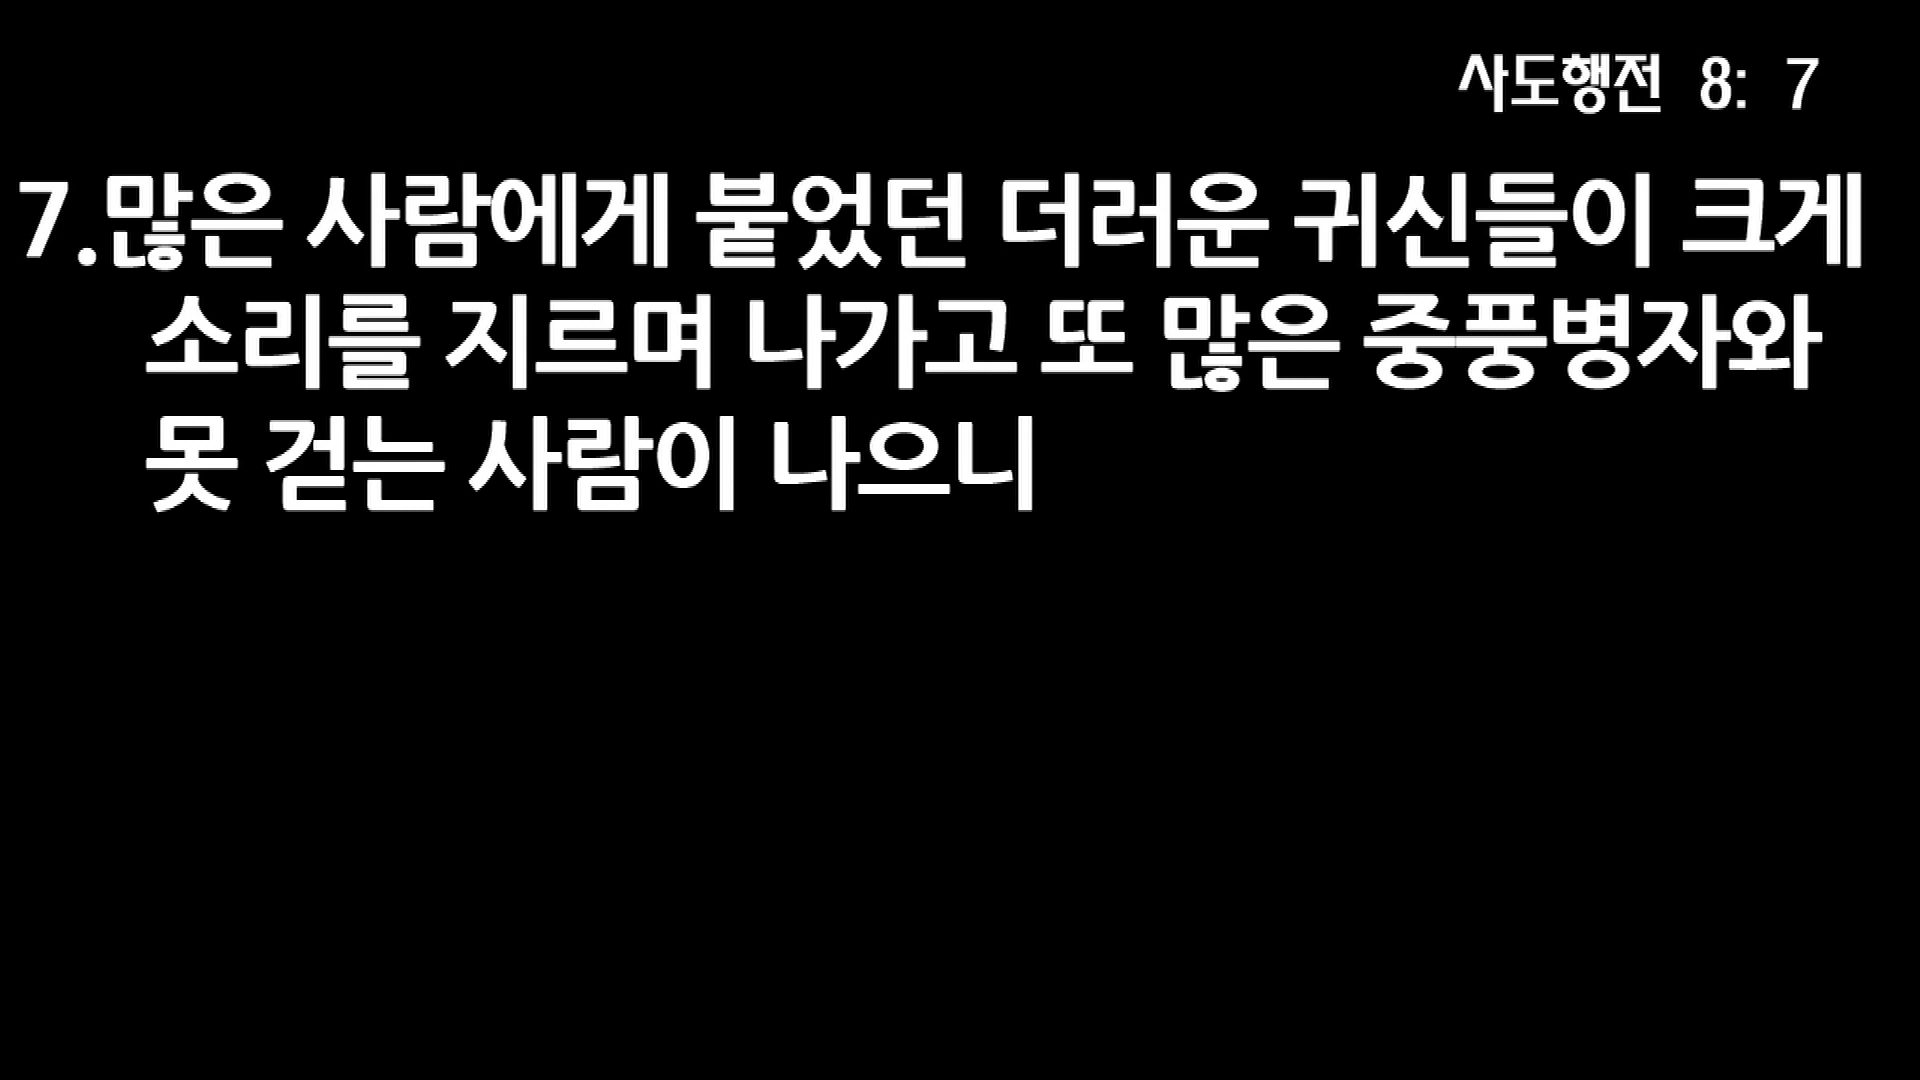 사도행전 8: 7
7.많은 사람에게 붙었던 더러운 귀신들이 크게
소리를 지르며 나가고 또 많은 중풍병자와
못 걷는 사람이 나으니